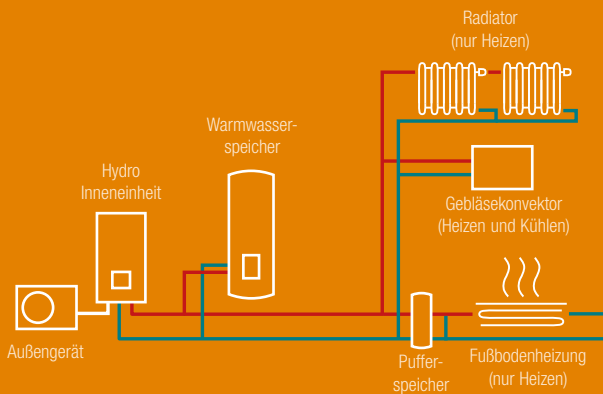 Radiator
(nur Heizen)
Warmwasser-
speicher
Hydro
Inneneinheit
Gebläsekonvektor
(Heizen und Kühlen)
Außengerät
Puffer-
speicher
Fußbodenheizung
(nur Heizen)